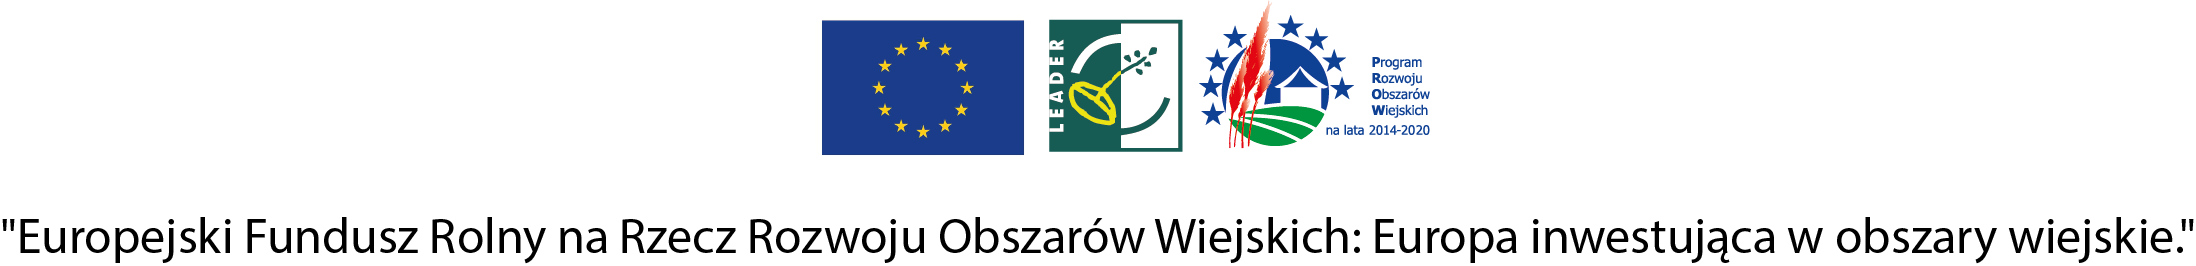 LEADER
Program
Rozwoju
Obszarów
Wiejskich
na lata 2014-2020
"Europejski Fundusz Rolny na Rzecz Rozwoju Obszarów Wiejskich: Europa inwestująca w obszary wiejskie."